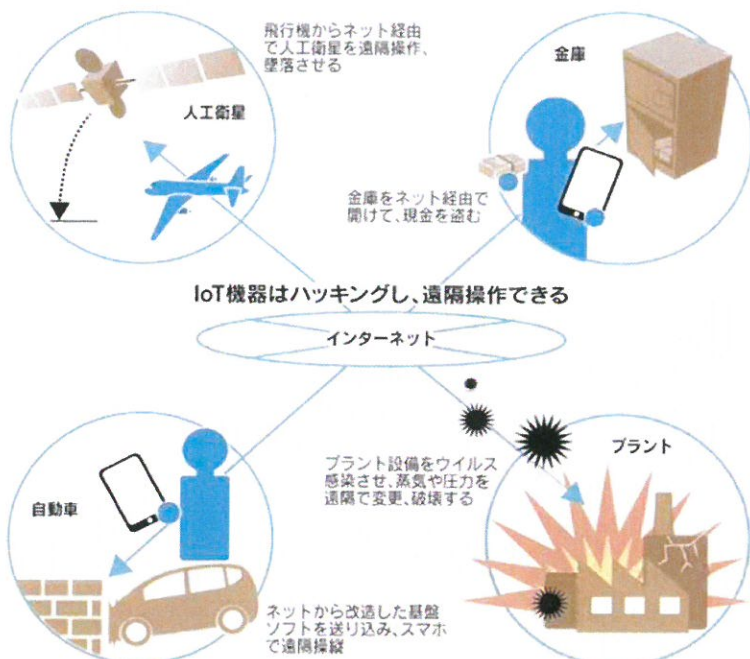 飛行機からネット経由
で人工衛星を遠隔操作、
墜落させる
人工衛星
金庫
金庫をネット経由で
開けて、現金を盗む
IoT機器はハッキングし、遠隔操作できる
インターネット
プラント設備をウイルス
感染させ、蒸気や圧力を
遠隔で変更、破壊する
プラント
自動車
ネットから改造した基盤
ソフトを送り込み、スマホ
で遠隔操縦